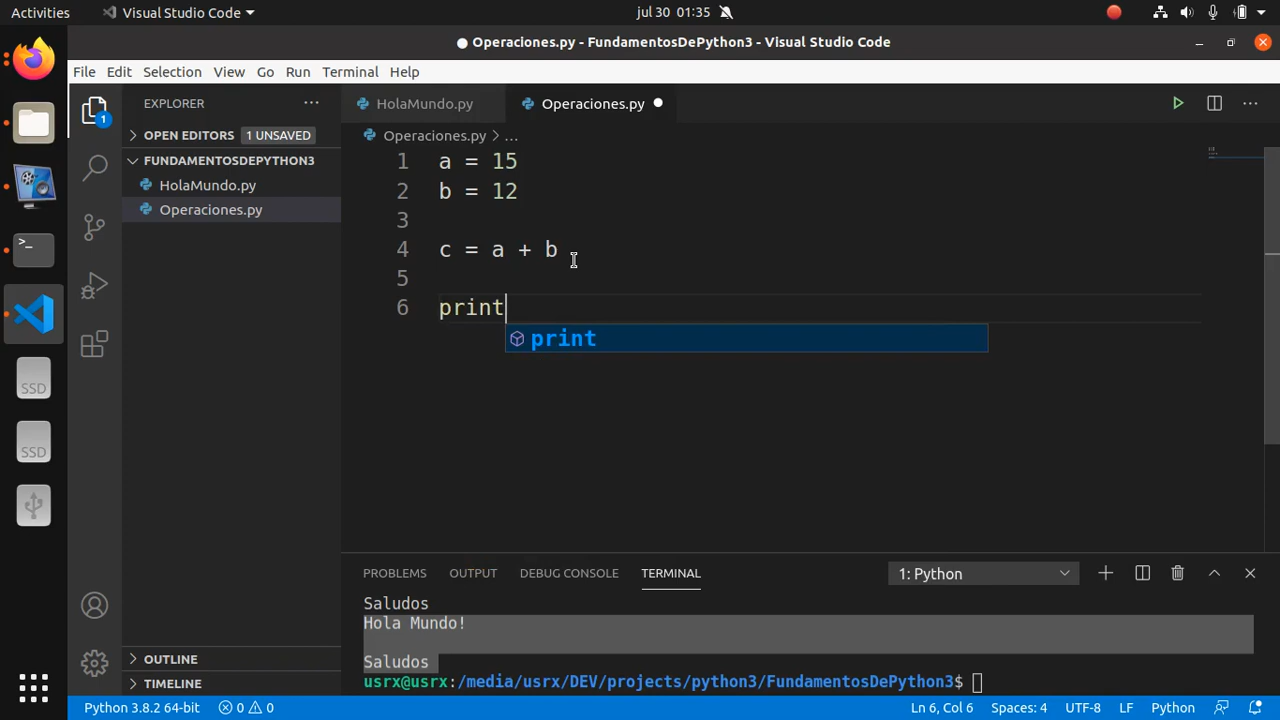 Activities Visual Studio Code jul 30 01:35
Operaciones.py - FundamentosDePython3 - Visual Studio Code
File Edit Selection View Go Run Terminal Help
EXPLORER ... HolaMundo.py Operaciones.py
OPEN EDITORS 1 UNSAVED Operaciones.py > ...
FUNDAMENTOSDEPYTHON3
HolaMundo.py
Operaciones.py
1
1 a = 15
2 b = 12
3
4 c = a + b
5
6 print
print
SSD
SSD
PROBLEMS OUTPUT DEBUG CONSOLE TERMINAL 1: Python
Saludos
Hola Mundo!
Saludos
usrx@usrx:/media/usrx/DEV/projects/python3/FundamentosDePython3$
OUTLINE
TIMELINE
Python 3.8.2 64-bit 0 0 Ln 6, Col 6 Spaces: 4 UTF-8 LF Python